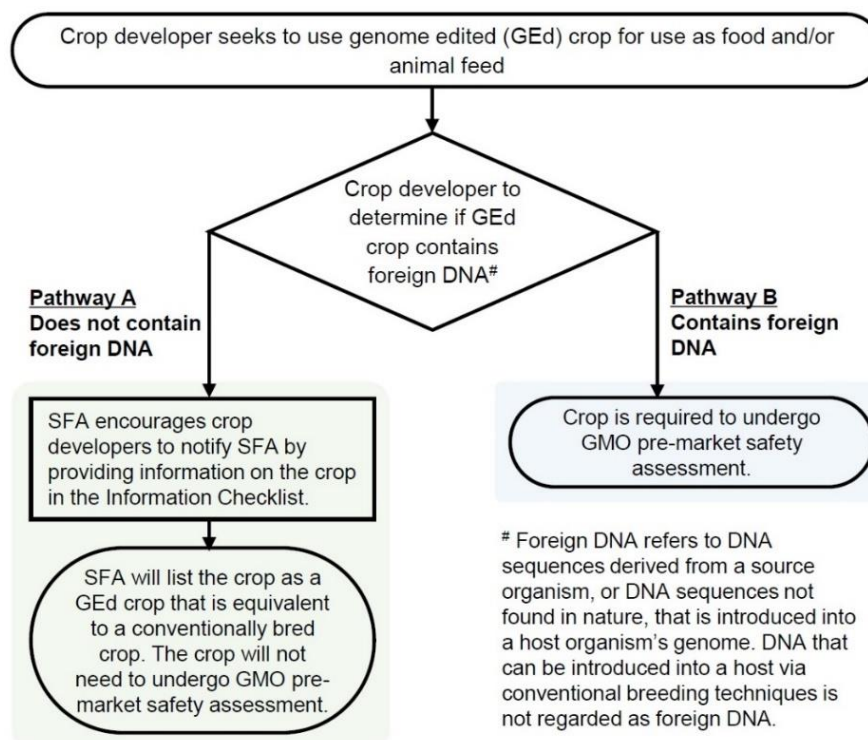 Crop developer seeks to use genome edited (GEd) crop for use as food and/or
animal feed
Crop developer to
determine if GEd
crop contains
foreign DNA#
Pathway A
Does not contain
foreign DNA
Pathway B
Contains foreign
DNA
SFA encourages crop
developers to notify SFA by
providing information on the crop
in the Information Checklist.
SFA will list the crop as a
GEd crop that is equivalent
to a conventionally bred
crop. The crop will not
need to undergo GMO pre-
market safety assessment.
Crop is required to undergo
GMO pre-market safety
assessment.
# Foreign DNA refers to DNA
sequences derived from a source
organism, or DNA sequences not
found in nature, that is introduced into
a host organism’s genome. DNA that
can be introduced into a host via
conventional breeding techniques is
not regarded as foreign DNA.